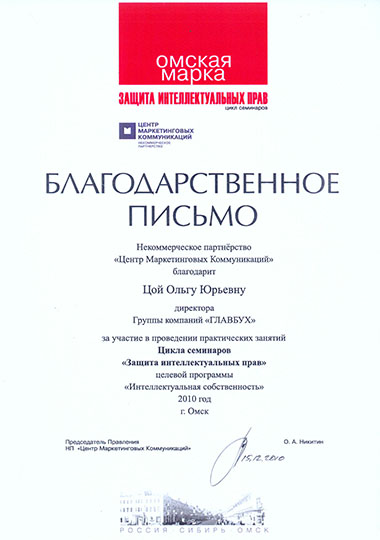 омская
марка
ЗАЩИТА ИНТЕЛЛЕКТУАЛЬНЫХ ПРАВ
цикл семинаров
ЦЕНТР
МАРКЕТИНГОВЫХ
КОММУНИКАЦИЙ
НЕКОММЕРЧЕСКОЕ
ПАРТНЕРСТВО
БЛАГОДАРСТВЕННОЕ
ПИСЬМО
Некоммерческое партнёрство
«Центр Маркетинговых Коммуникаций»
благодарит
Цой Ольгу Юрьевну
директора
Группы компаний «ГЛАВБУХ»
за участие в проведении практических занятий
Цикла семинаров
«Защита интеллектуальных прав»
целевой программы
«Интеллектуальная собственность»
2010 год
г. Омск
Председатель Правления
НП «Центр Маркетинговых Коммуникаций»
О. А. Никитин
15.12.2010
РОССИЯ СИБИРЬ ОМСК